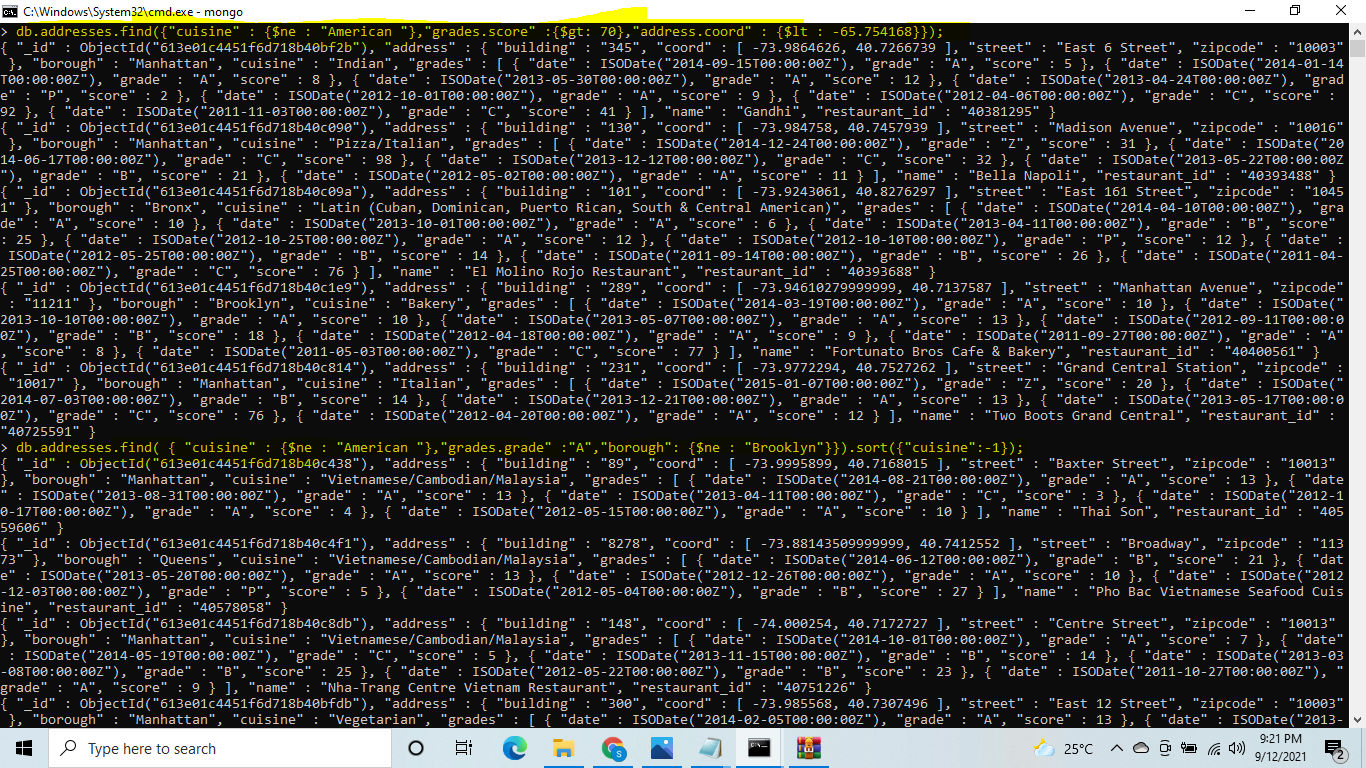 C:\Windows\System32\cmd.exe - mongo
> db.addresses.find({"cuisine" : {$ne : "American "},"grades.score" :{$gt: 70},"address.coord" : {$lt : -65.754168}});
{ "_id" : ObjectId("613e01c4451f6d718b40bf2b"), "address" : { "building" : "345", "coord" : [ -73.9864626, 40.7266739 ], "street" : "East 6 Street", "zipcode" : "10003"
 }, "borough" : "Manhattan", "cuisine" : "Indian", "grades" : [ { "date" : ISODate("2014-09-15T00:00:00Z"), "grade" : "A", "score" : 5 }, { "date" : ISODate("2014-01-14
T00:00:00Z"), "grade" : "A", "score" : 8 }, { "date" : ISODate("2013-05-30T00:00:00Z"), "grade" : "A", "score" : 12 }, { "date" : ISODate("2013-04-24T00:00:00Z"), "grad
e" : "P", "score" : 2 }, { "date" : ISODate("2012-10-01T00:00:00Z"), "grade" : "A", "score" : 9 }, { "date" : ISODate("2012-04-06T00:00:00Z"), "grade" : "C", "score" :
92 }, { "date" : ISODate("2011-11-03T00:00:00Z"), "grade" : "C", "score" : 41 } ], "name" : "Gandhi", "restaurant_id" : "40381295" }
{ "_id" : ObjectId("613e01c4451f6d718b40c090"), "address" : { "building" : "130", "coord" : [ -73.984758, 40.7457939 ], "street" : "Madison Avenue", "zipcode" : "10016"
 }, "borough" : "Manhattan", "cuisine" : "Pizza/Italian", "grades" : [ { "date" : ISODate("2014-12-24T00:00:00Z"), "grade" : "Z", "score" : 31 }, { "date" : ISODate("20
14-06-17T00:00:00Z"), "grade" : "C", "score" : 98 }, { "date" : ISODate("2013-12-12T00:00:00Z"), "grade" : "C", "score" : 32 }, { "date" : ISODate("2013-05-22T00:00:00Z
"), "grade" : "B", "score" : 21 }, { "date" : ISODate("2012-05-02T00:00:00Z"), "grade" : "A", "score" : 11 } ], "name" : "Bella Napoli", "restaurant_id" : "40393488" }
{ "_id" : ObjectId("613e01c4451f6d718b40c09a"), "address" : { "building" : "101", "coord" : [ -73.9243061, 40.8276297 ], "street" : "East 161 Street", "zipcode" : "1045
1" }, "borough" : "Bronx", "cuisine" : "Latin (Cuban, Dominican, Puerto Rican, South & Central American)", "grades" : [ { "date" : ISODate("2014-04-10T00:00:00Z"), "gra
de" : "A", "score" : 10 }, { "date" : ISODate("2013-10-01T00:00:00Z"), "grade" : "A", "score" : 6 }, { "date" : ISODate("2013-04-11T00:00:00Z"), "grade" : "B", "score"
: 25 }, { "date" : ISODate("2012-10-25T00:00:00Z"), "grade" : "A", "score" : 12 }, { "date" : ISODate("2012-10-10T00:00:00Z"), "grade" : "P", "score" : 12 }, { "date" :
 ISODate("2012-05-25T00:00:00Z"), "grade" : "B", "score" : 14 }, { "date" : ISODate("2011-09-14T00:00:00Z"), "grade" : "B", "score" : 26 }, { "date" : ISODate("2011-04-
25T00:00:00Z"), "grade" : "C", "score" : 76 } ], "name" : "El Molino Rojo Restaurant", "restaurant_id" : "40393688" }
{ "_id" : ObjectId("613e01c4451f6d718b40c1e9"), "address" : { "building" : "289", "coord" : [ -73.94610279999999, 40.7137587 ], "street" : "Manhattan Avenue", "zipcode"
 : "11211" }, "borough" : "Brooklyn", "cuisine" : "Bakery", "grades" : [ { "date" : ISODate("2014-03-19T00:00:00Z"), "grade" : "A", "score" : 10 }, { "date" : ISODate("
2013-10-10T00:00:00Z"), "grade" : "A", "score" : 10 }, { "date" : ISODate("2013-05-07T00:00:00Z"), "grade" : "A", "score" : 13 }, { "date" : ISODate("2012-09-11T00:00:0
0Z"), "grade" : "B", "score" : 18 }, { "date" : ISODate("2012-04-18T00:00:00Z"), "grade" : "A", "score" : 9 }, { "date" : ISODate("2011-09-27T00:00:00Z"), "grade" : "A"
, "score" : 8 }, { "date" : ISODate("2011-05-03T00:00:00Z"), "grade" : "C", "score" : 77 } ], "name" : "Fortunato Bros Cafe & Bakery", "restaurant_id" : "40400561" }
{ "_id" : ObjectId("613e01c4451f6d718b40c814"), "address" : { "building" : "231", "coord" : [ -73.9772294, 40.7527262 ], "street" : "Grand Central Station", "zipcode" :
 "10017" }, "borough" : "Manhattan", "cuisine" : "Italian", "grades" : [ { "date" : ISODate("2015-01-07T00:00:00Z"), "grade" : "Z", "score" : 20 }, { "date" : ISODate("
2014-07-03T00:00:00Z"), "grade" : "B", "score" : 14 }, { "date" : ISODate("2013-12-21T00:00:00Z"), "grade" : "A", "score" : 13 }, { "date" : ISODate("2013-05-17T00:00:0
0Z"), "grade" : "C", "score" : 76 }, { "date" : ISODate("2012-04-20T00:00:00Z"), "grade" : "A", "score" : 12 } ], "name" : "Two Boots Grand Central", "restaurant_id" :
"40725591" }
> db.addresses.find( { "cuisine" : {$ne : "American "},"grades.grade" :"A","borough": {$ne : "Brooklyn"}}).sort({"cuisine":-1});
{ "_id" : ObjectId("613e01c4451f6d718b40c438"), "address" : { "building" : "89", "coord" : [ -73.9995899, 40.7168015 ], "street" : "Baxter Street", "zipcode" : "10013"
}, "borough" : "Manhattan", "cuisine" : "Vietnamese/Cambodian/Malaysia", "grades" : [ { "date" : ISODate("2014-08-21T00:00:00Z"), "grade" : "A", "score" : 13 }, { "date
" : ISODate("2013-08-31T00:00:00Z"), "grade" : "A", "score" : 13 }, { "date" : ISODate("2013-04-11T00:00:00Z"), "grade" : "C", "score" : 3 }, { "date" : ISODate("2012-1
0-17T00:00:00Z"), "grade" : "A", "score" : 4 }, { "date" : ISODate("2012-05-15T00:00:00Z"), "grade" : "A", "score" : 10 } ], "name" : "Thai Son", "restaurant_id" : "405
59606" }
{ "_id" : ObjectId("613e01c4451f6d718b40c4f1"), "address" : { "building" : "8278", "coord" : [ -73.88143509999999, 40.7412552 ], "street" : "Broadway", "zipcode" : "113
73" }, "borough" : "Queens", "cuisine" : "Vietnamese/Cambodian/Malaysia", "grades" : [ { "date" : ISODate("2014-06-12T00:00:00Z"), "grade" : "B", "score" : 21 }, { "dat
e" : ISODate("2013-05-20T00:00:00Z"), "grade" : "A", "score" : 13 }, { "date" : ISODate("2012-12-26T00:00:00Z"), "grade" : "A", "score" : 10 }, { "date" : ISODate("2012
-12-03T00:00:00Z"), "grade" : "P", "score" : 5 }, { "date" : ISODate("2012-05-04T00:00:00Z"), "grade" : "B", "score" : 27 } ], "name" : "Pho Bac Vietnamese Seafood Cuis
ine", "restaurant_id" : "40578058" }
{ "_id" : ObjectId("613e01c4451f6d718b40c8db"), "address" : { "building" : "148", "coord" : [ -74.000254, 40.7172727 ], "street" : "Centre Street", "zipcode" : "10013"
}, "borough" : "Manhattan", "cuisine" : "Vietnamese/Cambodian/Malaysia", "grades" : [ { "date" : ISODate("2014-10-01T00:00:00Z"), "grade" : "A", "score" : 7 }, { "date"
 : ISODate("2014-05-19T00:00:00Z"), "grade" : "C", "score" : 5 }, { "date" : ISODate("2013-11-15T00:00:00Z"), "grade" : "B", "score" : 14 }, { "date" : ISODate("2013-03
-08T00:00:00Z"), "grade" : "B", "score" : 25 }, { "date" : ISODate("2012-05-22T00:00:00Z"), "grade" : "B", "score" : 23 }, { "date" : ISODate("2011-10-27T00:00:00Z"), "
grade" : "A", "score" : 9 } ], "name" : "Nha-Trang Centre Vietnam Restaurant", "restaurant_id" : "40751226" }
{ "_id" : ObjectId("613e01c4451f6d718b40bfdb"), "address" : { "building" : "300", "coord" : [ -73.985568, 40.7307496 ], "street" : "East 12 Street", "zipcode" : "10003"
 }, "borough" : "Manhattan", "cuisine" : "Vegetarian", "grades" : [ { "date" : ISODate("2014-02-05T00:00:00Z"), "grade" : "A", "score" : 13 }, { "date" : ISODate("2013-
Type here to search
S
25°C
9:21 PM
9/12/2021
2